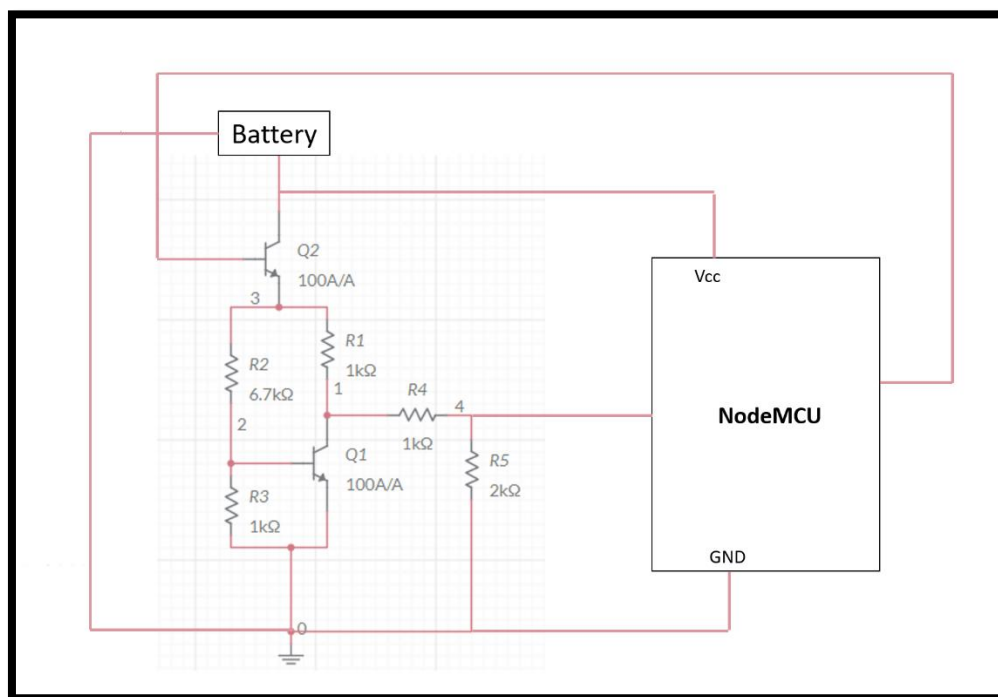 Battery
Q2
100A/A
Vcc
3
R1
1kΩ
R2
6.7kΩ
1
R4
1kΩ
4
NodeMCU
2
Q1
100A/A
R5
2kΩ
R3
1kΩ
GND
0